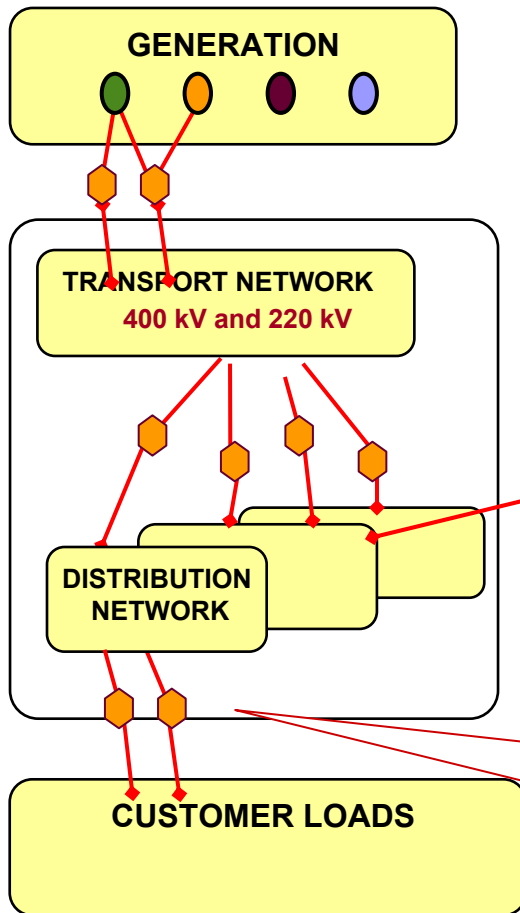 GENERATION
TRANSPORT NETWORK
400 kV and 220 kV
DISTRIBUTION
NETWORK
CUSTOMER LOADS